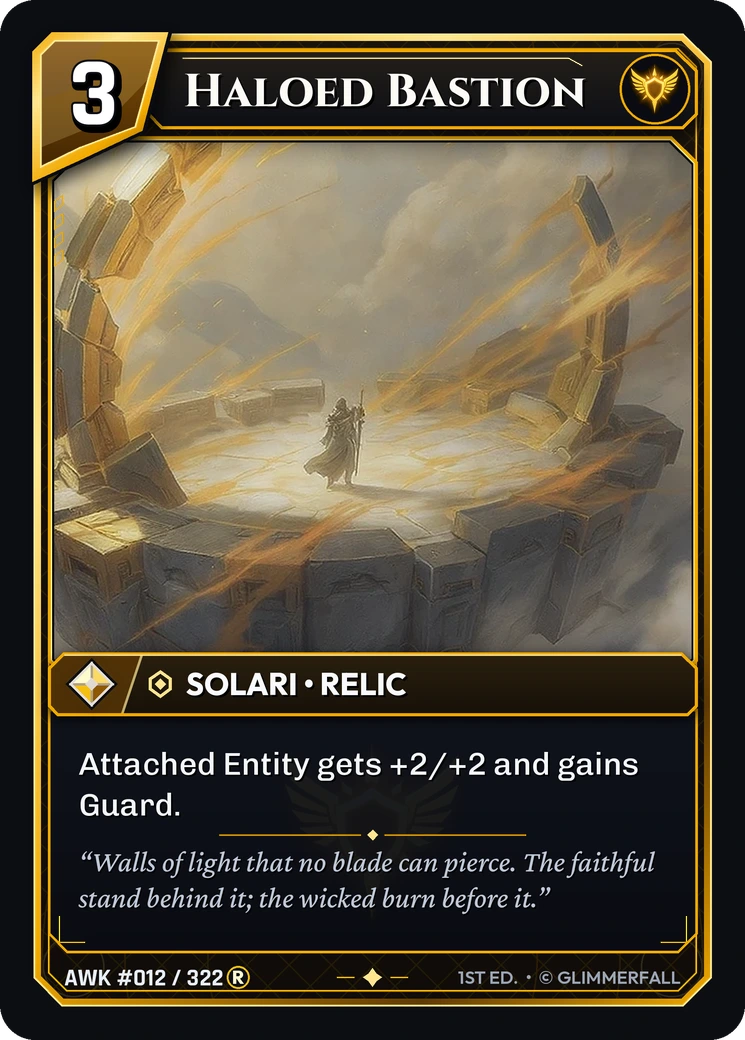 3
HALOED BASTION
SOLARI • RELIC
Attached Entity gets +2/+2 and gains
Guard.
“Walls of light that no blade can pierce. The faithful
stand behind it; the wicked burn before it.”
AWK #012 / 322 R
1ST ED. • © GLIMMERFALL